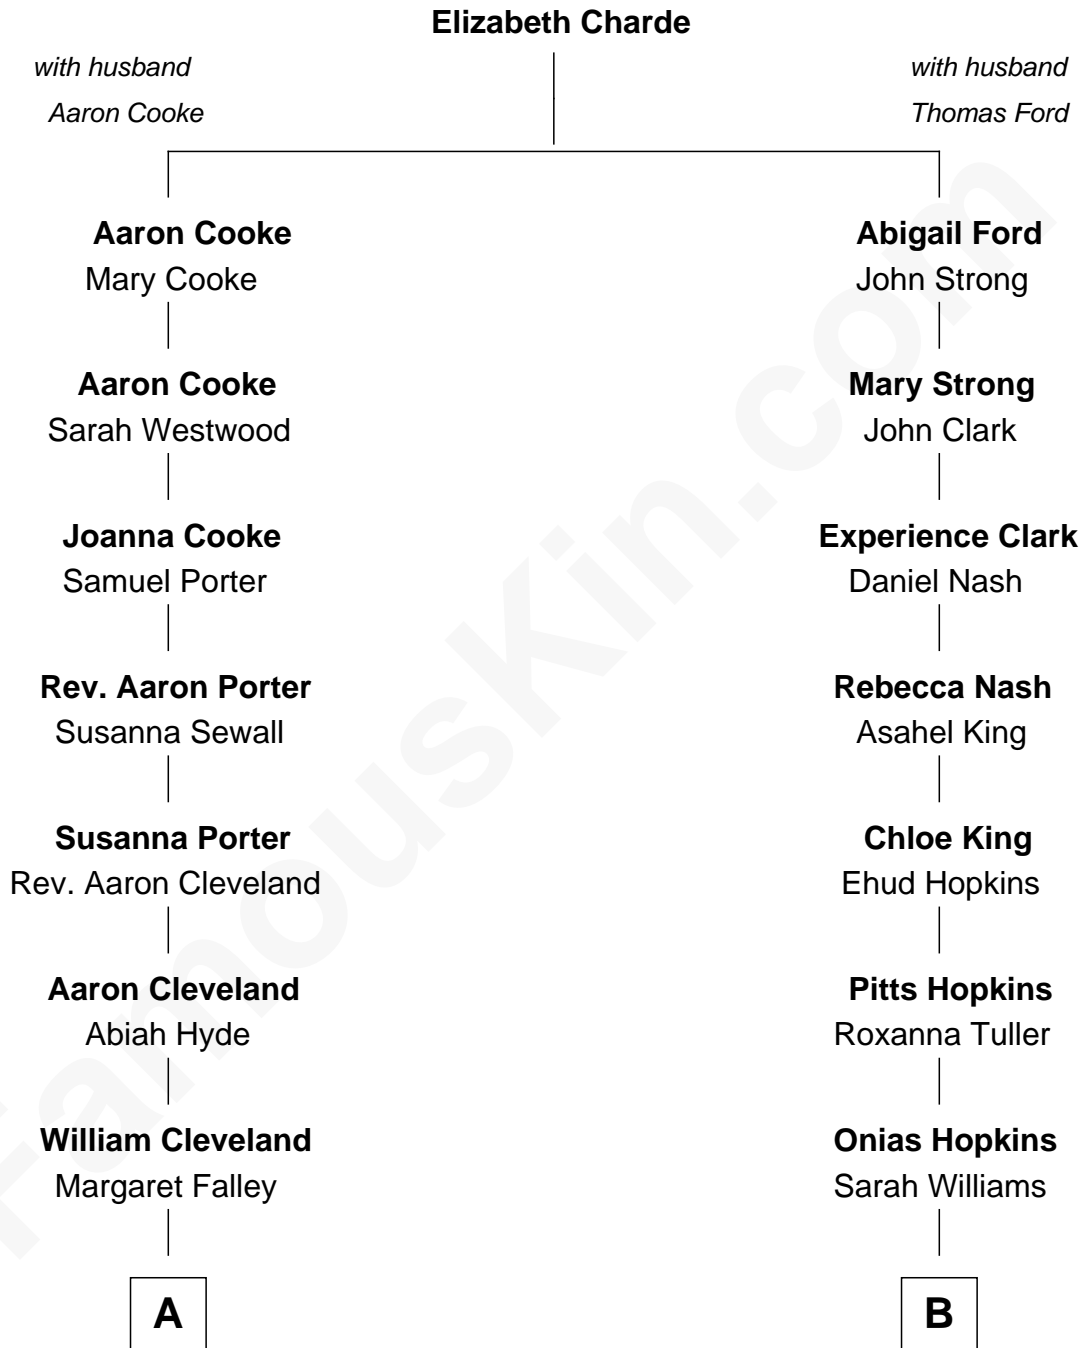 Elizabeth Charde
with husband
Aaron Cooke
with husband
Thomas Ford
Aaron Cooke
Mary Cooke
Abigail Ford
John Strong
Aaron Cooke
Sarah Westwood
Mary Strong
John Clark
Joanna Cooke
Samuel Porter
Experience Clark
Daniel Nash
Rev. Aaron Porter
Susanna Sewall
Rebecca Nash
Asahel King
Susanna Porter
Rev. Aaron Cleveland
Chloe King
Ehud Hopkins
Aaron Cleveland
Abiah Hyde
Pitts Hopkins
Roxanna Tuller
William Cleveland
Margaret Falley
Onias Hopkins
Sarah Williams
A
B
FamousKin.com